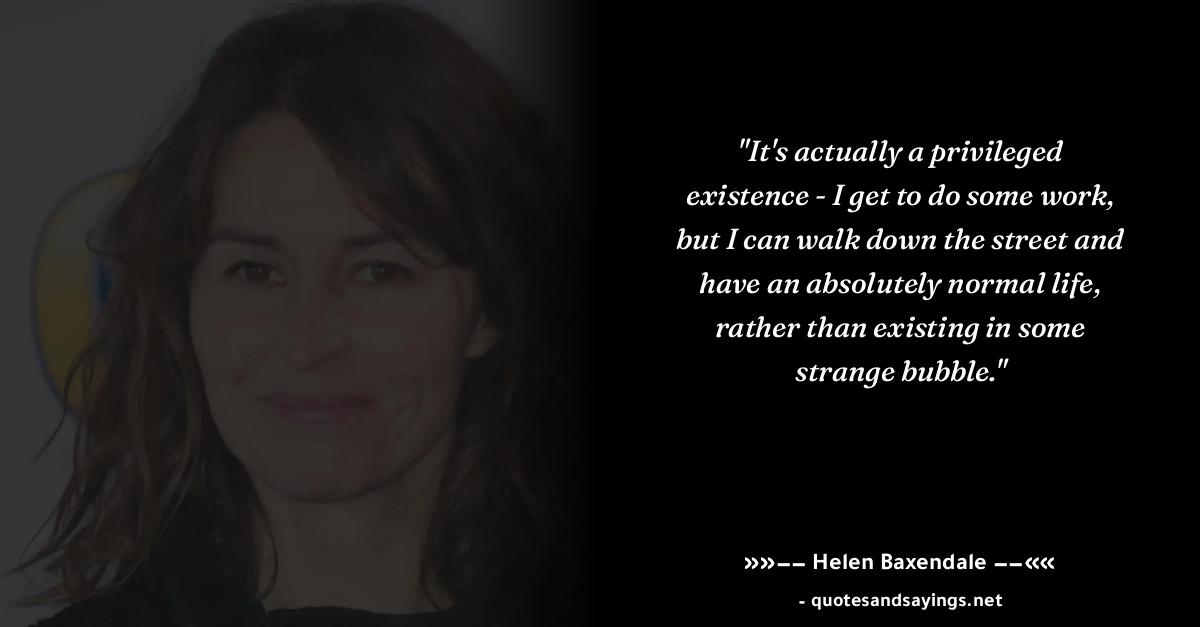 "It's actually a privileged
existence - I get to do some work,
but I can walk down the street and
have an absolutely normal life,
rather than existing in some
strange bubble."
»»−− Helen Baxendale −−««
- quotesandsayings.net